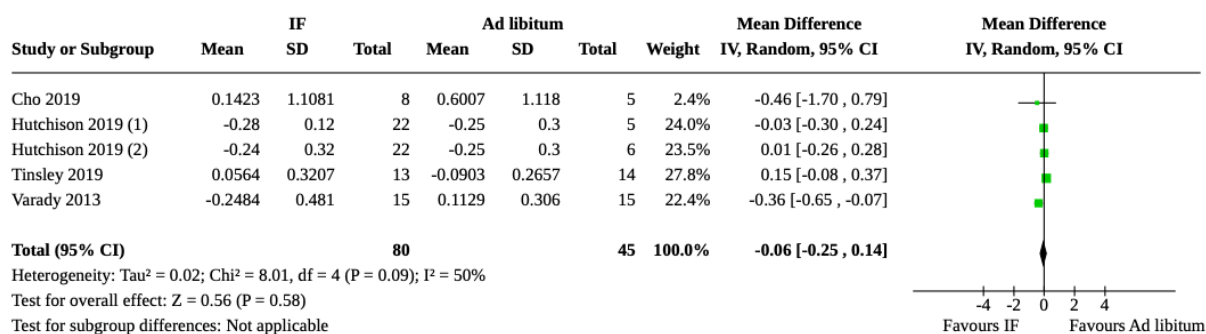 IF Ad libitum Mean Difference Mean Difference
Study or Subgroup Mean SD Total Mean SD Total Weight IV, Random, 95% CI IV, Random, 95% CI
Cho 2019 0.1423 1.1081 8 0.6007 1.118 5 2.4% -0.46 [-1.70 , 0.79]
Hutchison 2019 (1) -0.28 0.12 22 -0.25 0.3 5 24.0% -0.03 [-0.30 , 0.24]
Hutchison 2019 (2) -0.24 0.32 22 -0.25 0.3 6 23.5% 0.01 [-0.26 , 0.28]
Tinsley 2019 0.0564 0.3207 13 -0.0903 0.2657 14 27.8% 0.15 [-0.08 , 0.37]
Varady 2013 -0.2484 0.481 15 0.1129 0.306 15 22.4% -0.36 [-0.65 , -0.07]
Total (95% CI) 80 45 100.0% -0.06 [-0.25 , 0.14]
Heterogeneity: Tau² = 0.02; Chi² = 8.01, df = 4 (P = 0.09); I² = 50%
Test for overall effect: Z = 0.56 (P = 0.58)
-4 -2 0 2 4
Test for subgroup differences: Not applicable
Favours IF Favours Ad libitum